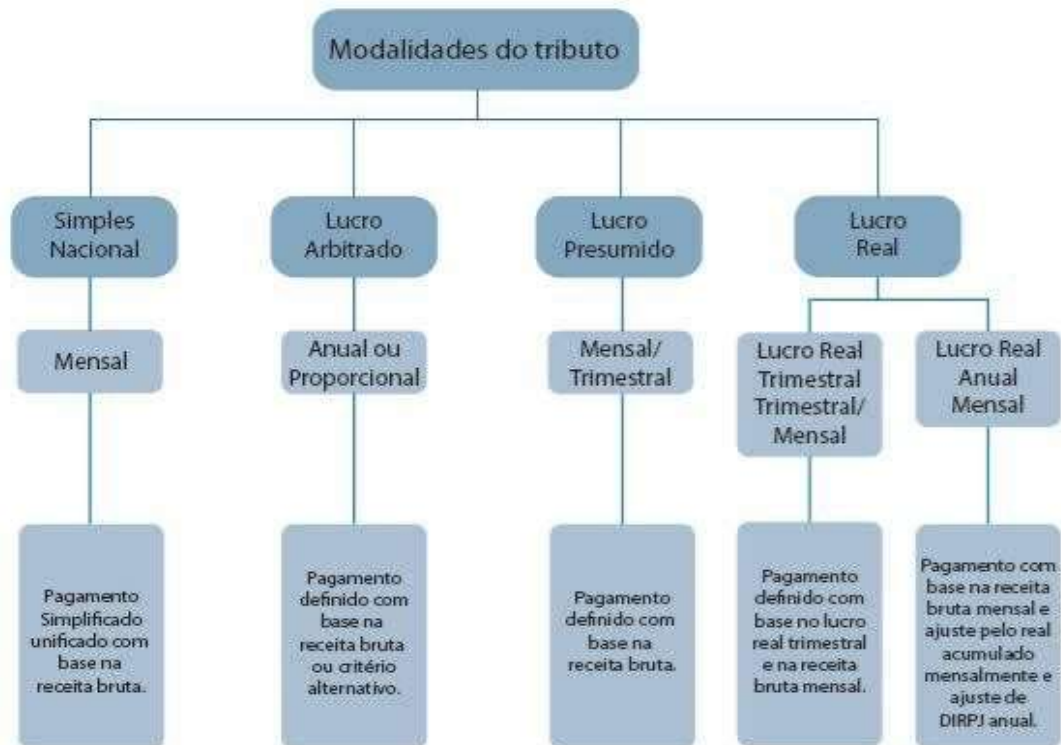 Modalidades do tributo
Simples
Nacional
Lucro
Arbitrado
Lucro
Presumido
Lucro
Real
Mensal
Anual ou
Proporcional
Mensal/
Trimestral
Lucro Real
Trimestral
Trimestral/
Mensal
Lucro Real
Anual
Mensal
Pagamento
Simplificado
unificado com
base na
receita bruta.
Pagamento
definido com
base na
receita bruta
ou critério
alternativo.
Pagamento
definido com
base na
receita bruta.
Pagamento
definido com
base no lucro
real trimestral
e na receita
bruta mensal.
Pagamento com
base na receita
bruta mensal e
ajuste pelo real
acumulado
mensalmente e
ajuste de
DIRPJ anual.